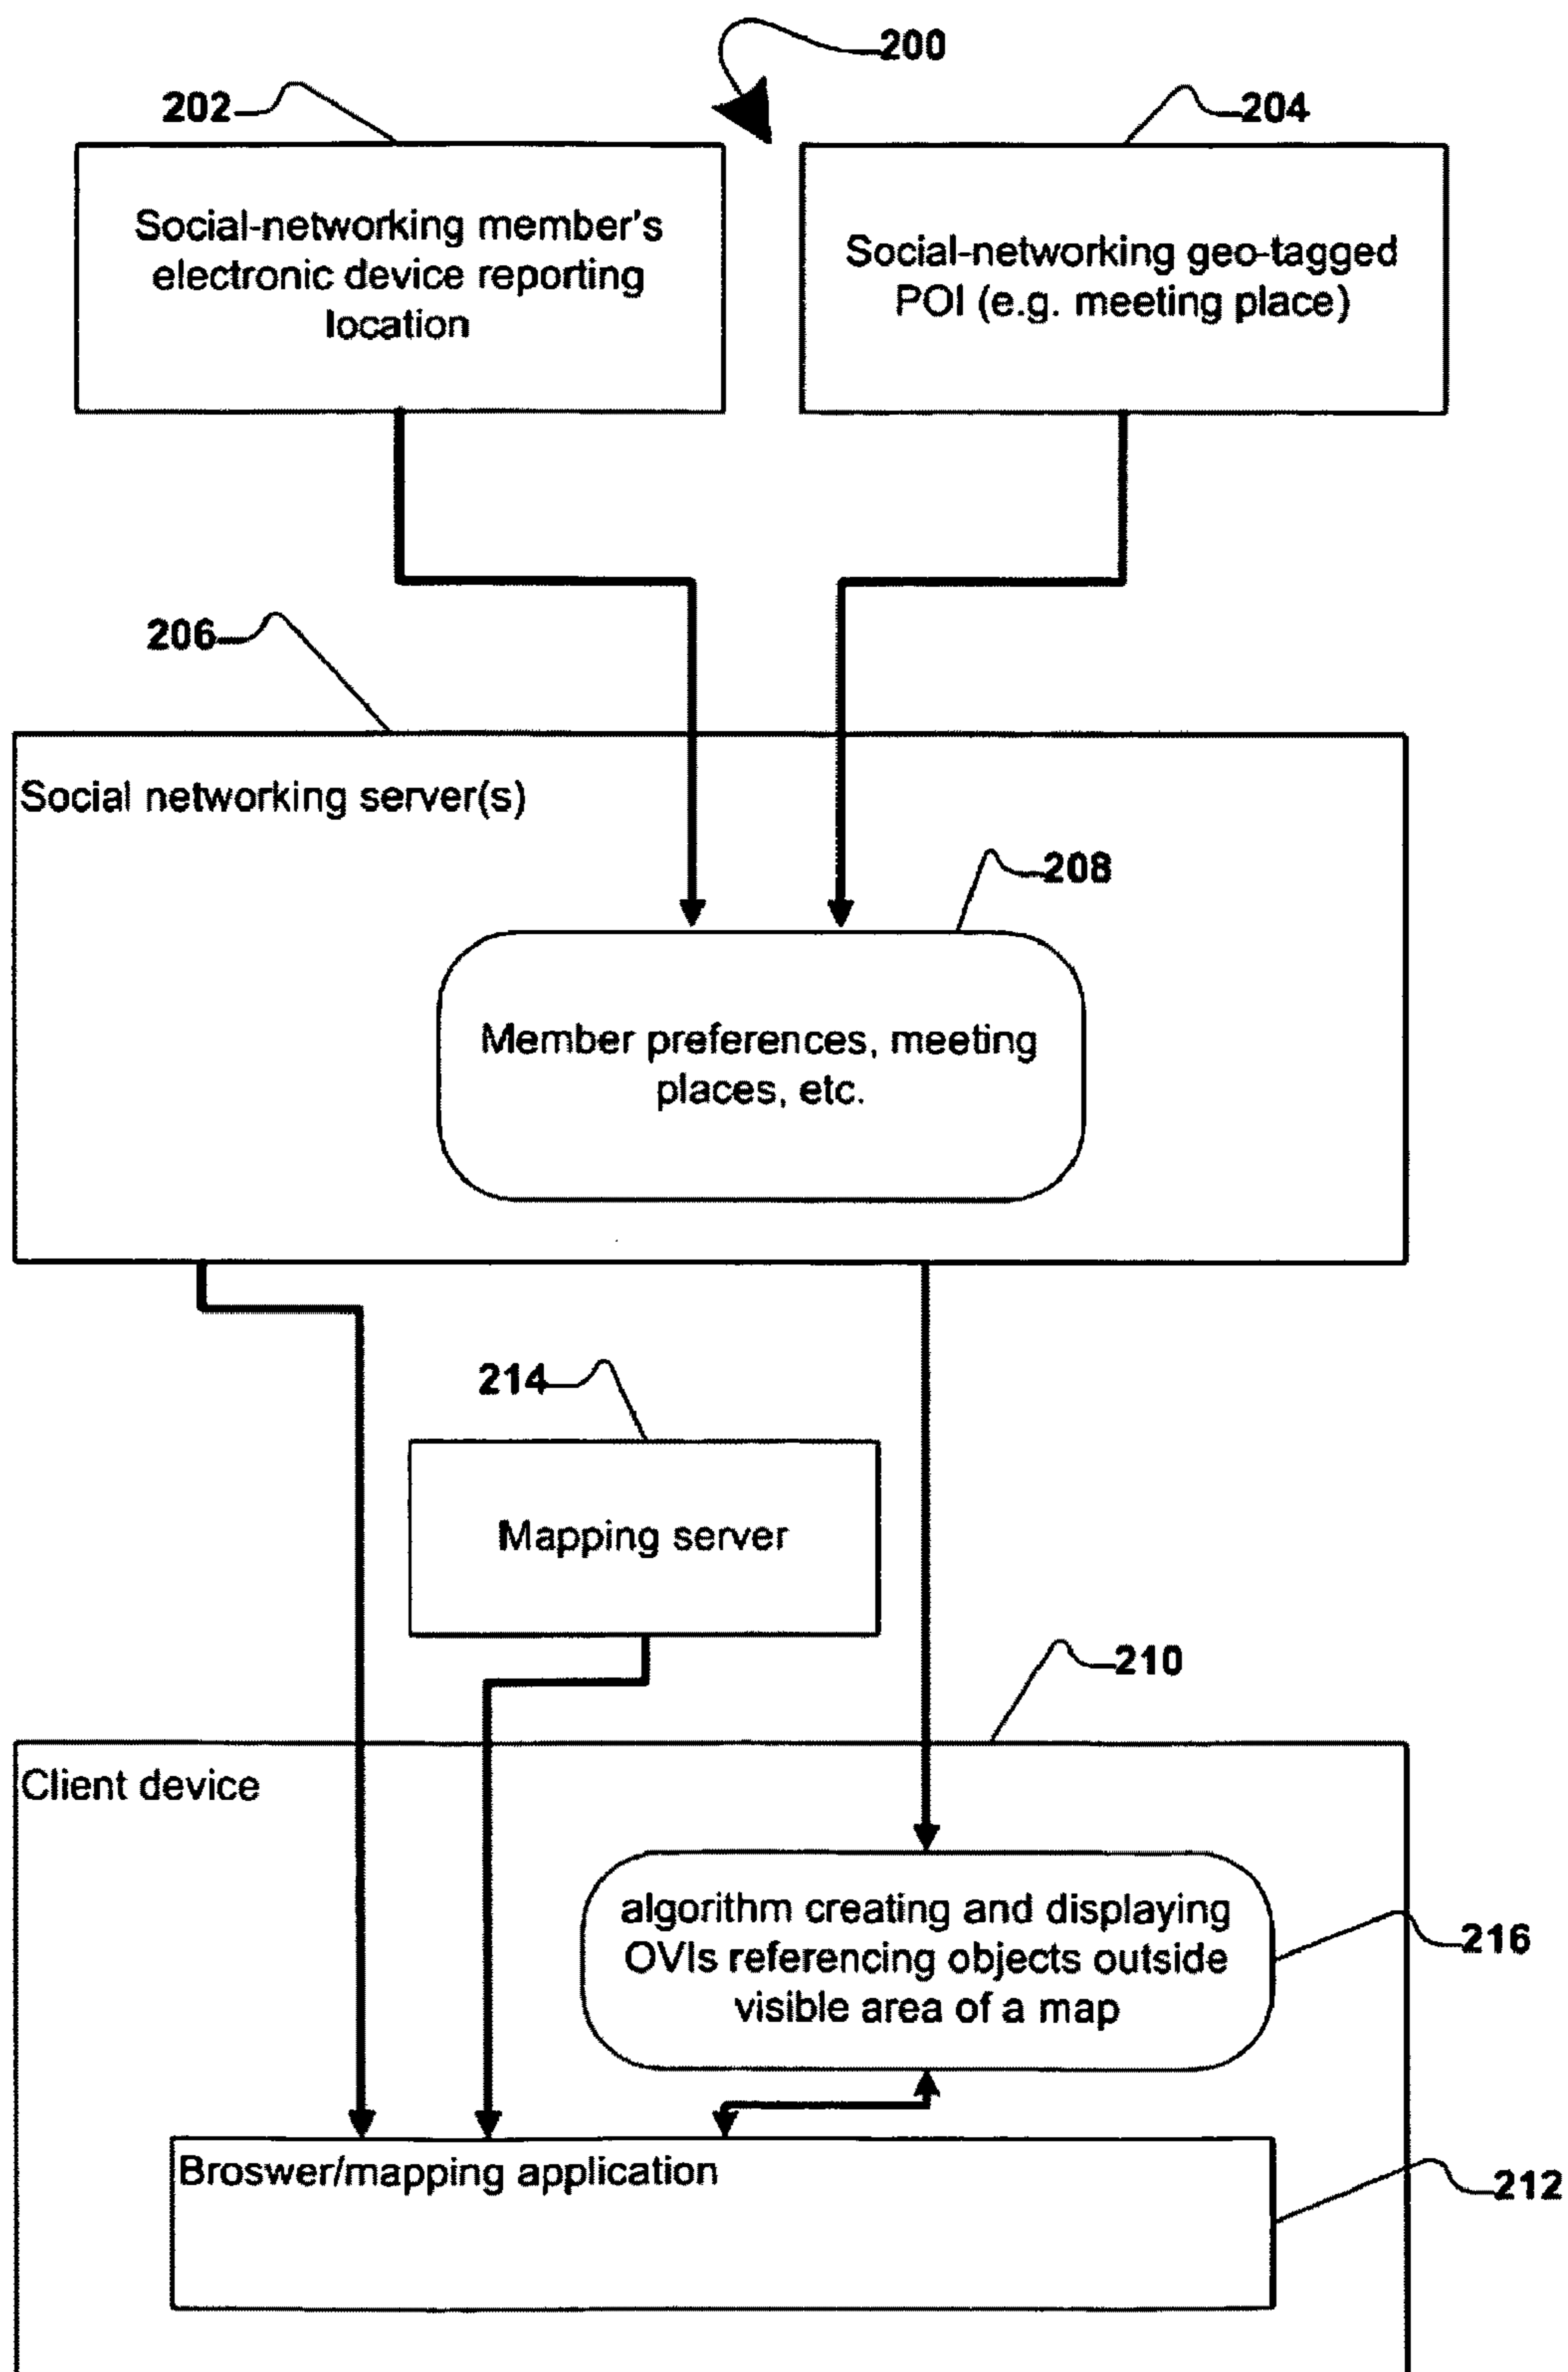 200
202
204
Social-networking member's
electronic device reporting
location
Social-networking geo-tagged
POI (e.g. meeting place)
206
Social networking server(s)
208
Member preferences, meeting
places, etc.
214
Mapping server
210
Client device
algorithm creating and displaying
OVIs referencing objects outside
visible area of a map
216
Broswer/mapping application
212